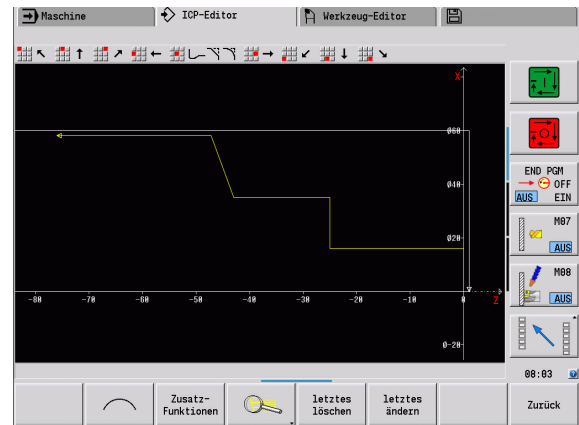 Maschine ICP-Editor Werkzeug-Editor
X
Ø60
Ø40
Ø20
-80 -70 -60 -50 -40 -30 -20 -10 0 Z
Ø-20
END PGM
OFF
AUS EIN
M07
AUS
M08
AUS
08:03
Zusatz-
Funktionen
letztes
löschen
letztes
ändern
Zurück